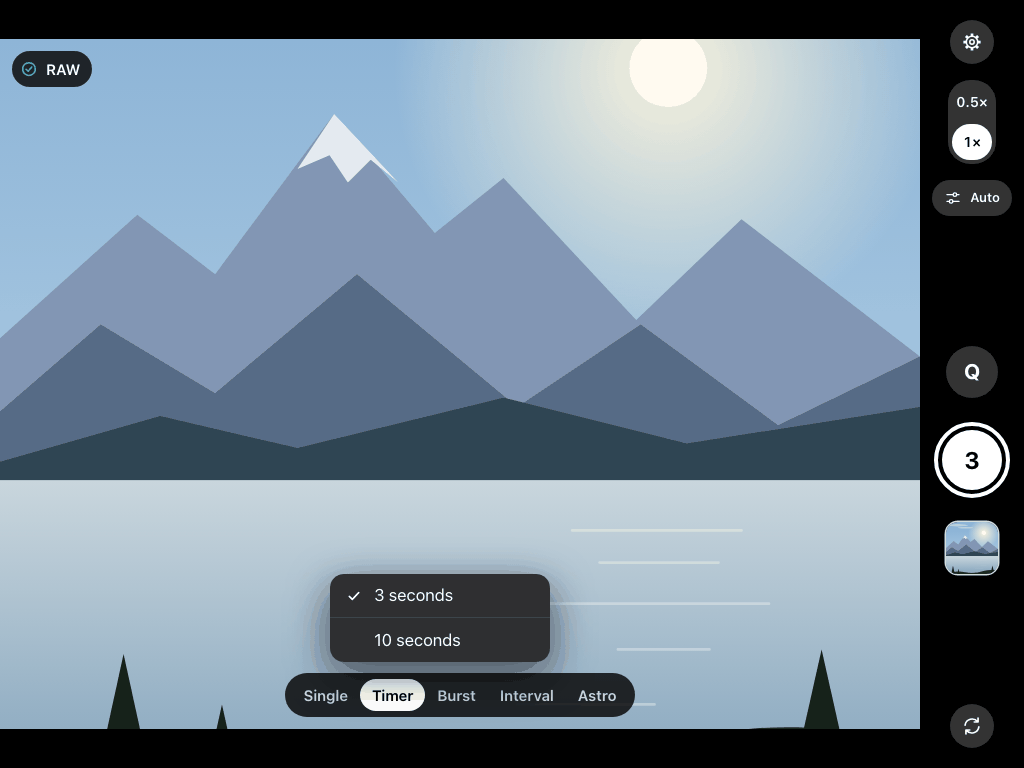 RAW
0.5×
1×
Auto
Q
3
3 seconds
10 seconds
Single Timer Burst Interval Astro